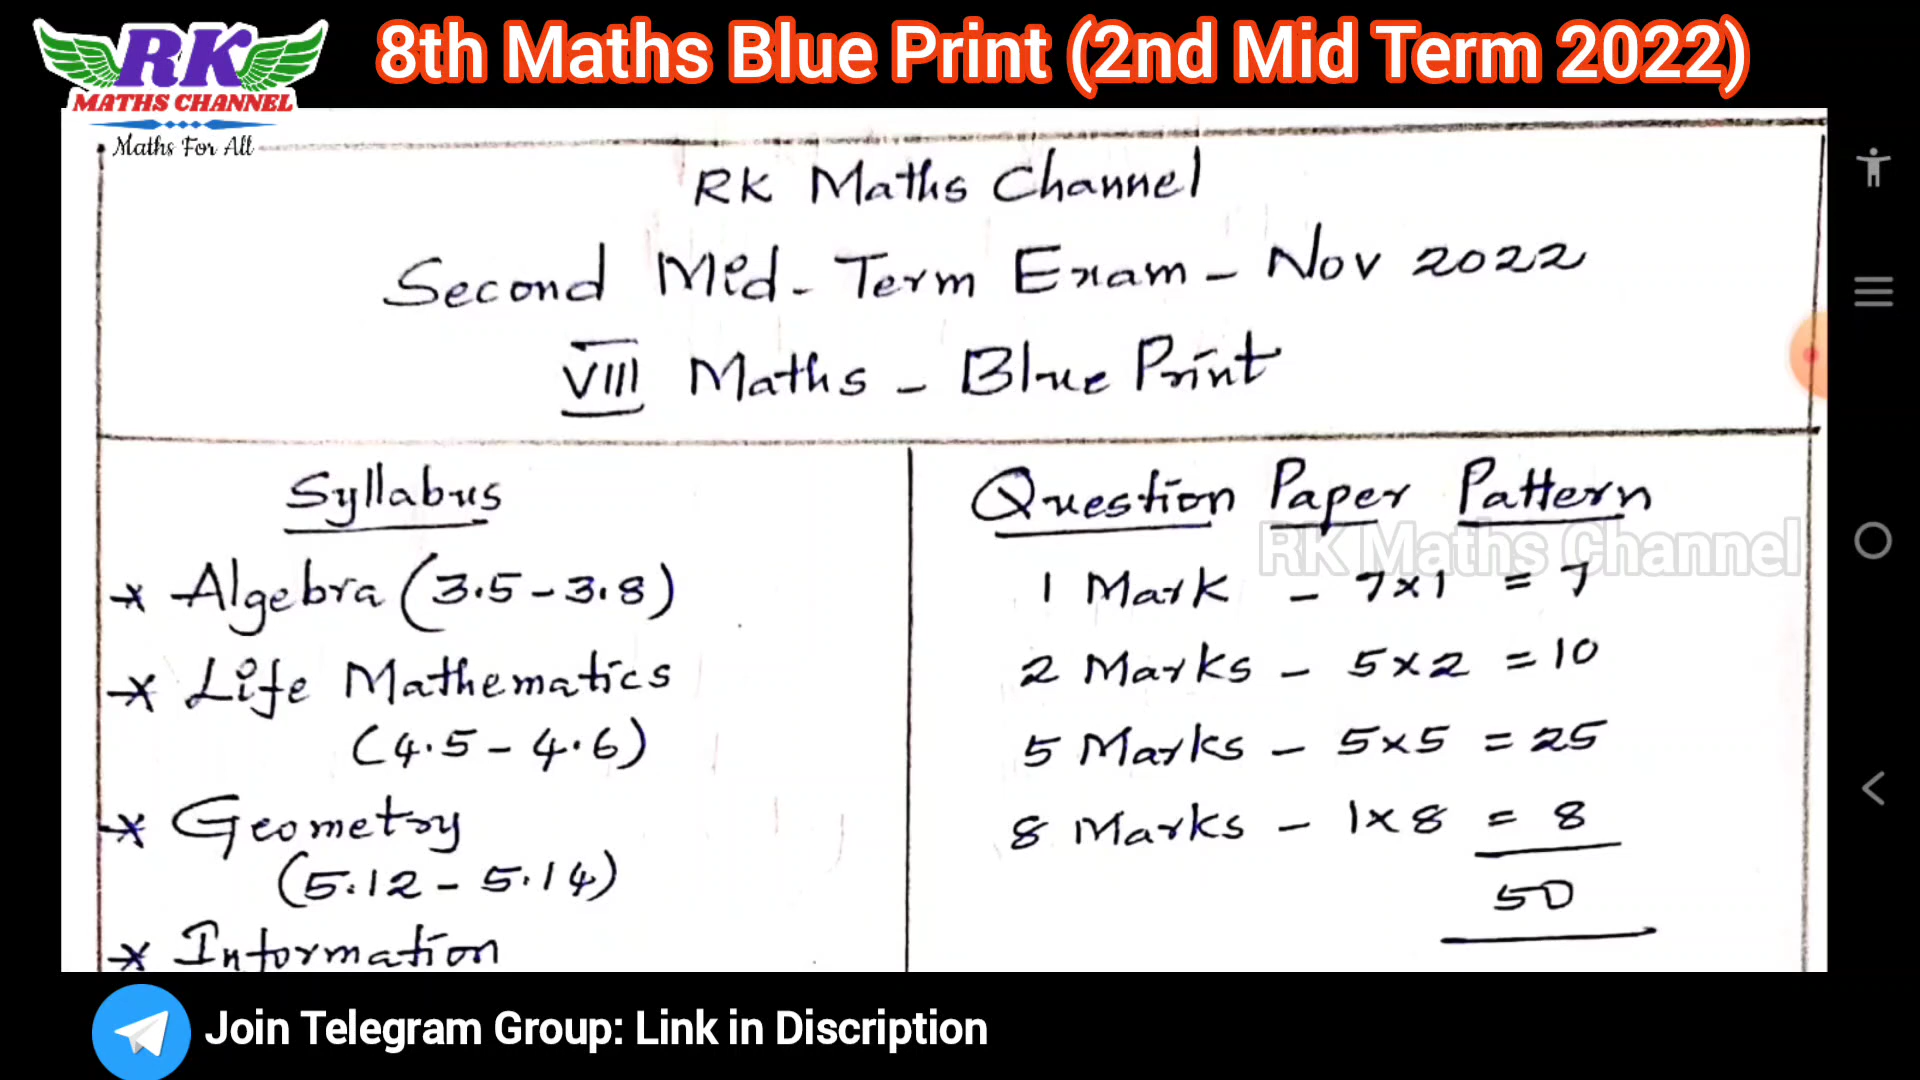 RK
MATHS CHANNEL
Maths For All
8th Maths Blue Print (2nd Mid Term 2022)
RK Maths Channel
Second Mid-Term Exam - Nov 2022
VIII Maths - Blue Print
Syllabus
* Algebra (3.5 - 3.8)
* Life Mathematics
(4.5 - 4.6)
* Geometry
(5.12 - 5.14)
* Information
Question Paper Pattern
RK Maths Channel
1 Mark - 7x1 = 7
2 Marks - 5x2 = 10
5 Marks - 5x5 = 25
8 Marks - 1x8 = 8
50
Join Telegram Group: Link in Discription